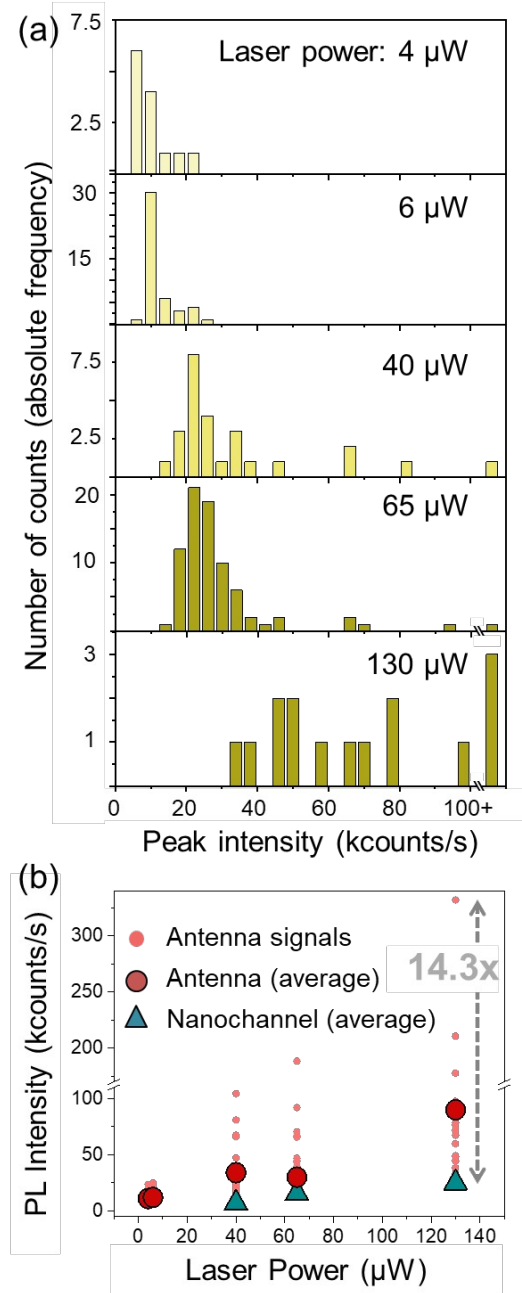 (a)
7.5
Laser power: 4 µW
2.5
30
6 µW
15
7.5
40 µW
2.5
20
65 µW
10
3
130 µW
1
0 20 40 60 80 100+
Number of counts (absolute frequency)
Peak intensity (kcounts/s)
(b)
300
Antenna signals
Antenna (average)
14.3x
250
Nanochannel (average)
200
100
50
0
PL Intensity (kcounts/s)
0 20 40 60 80 100 120 140
Laser Power (µW)